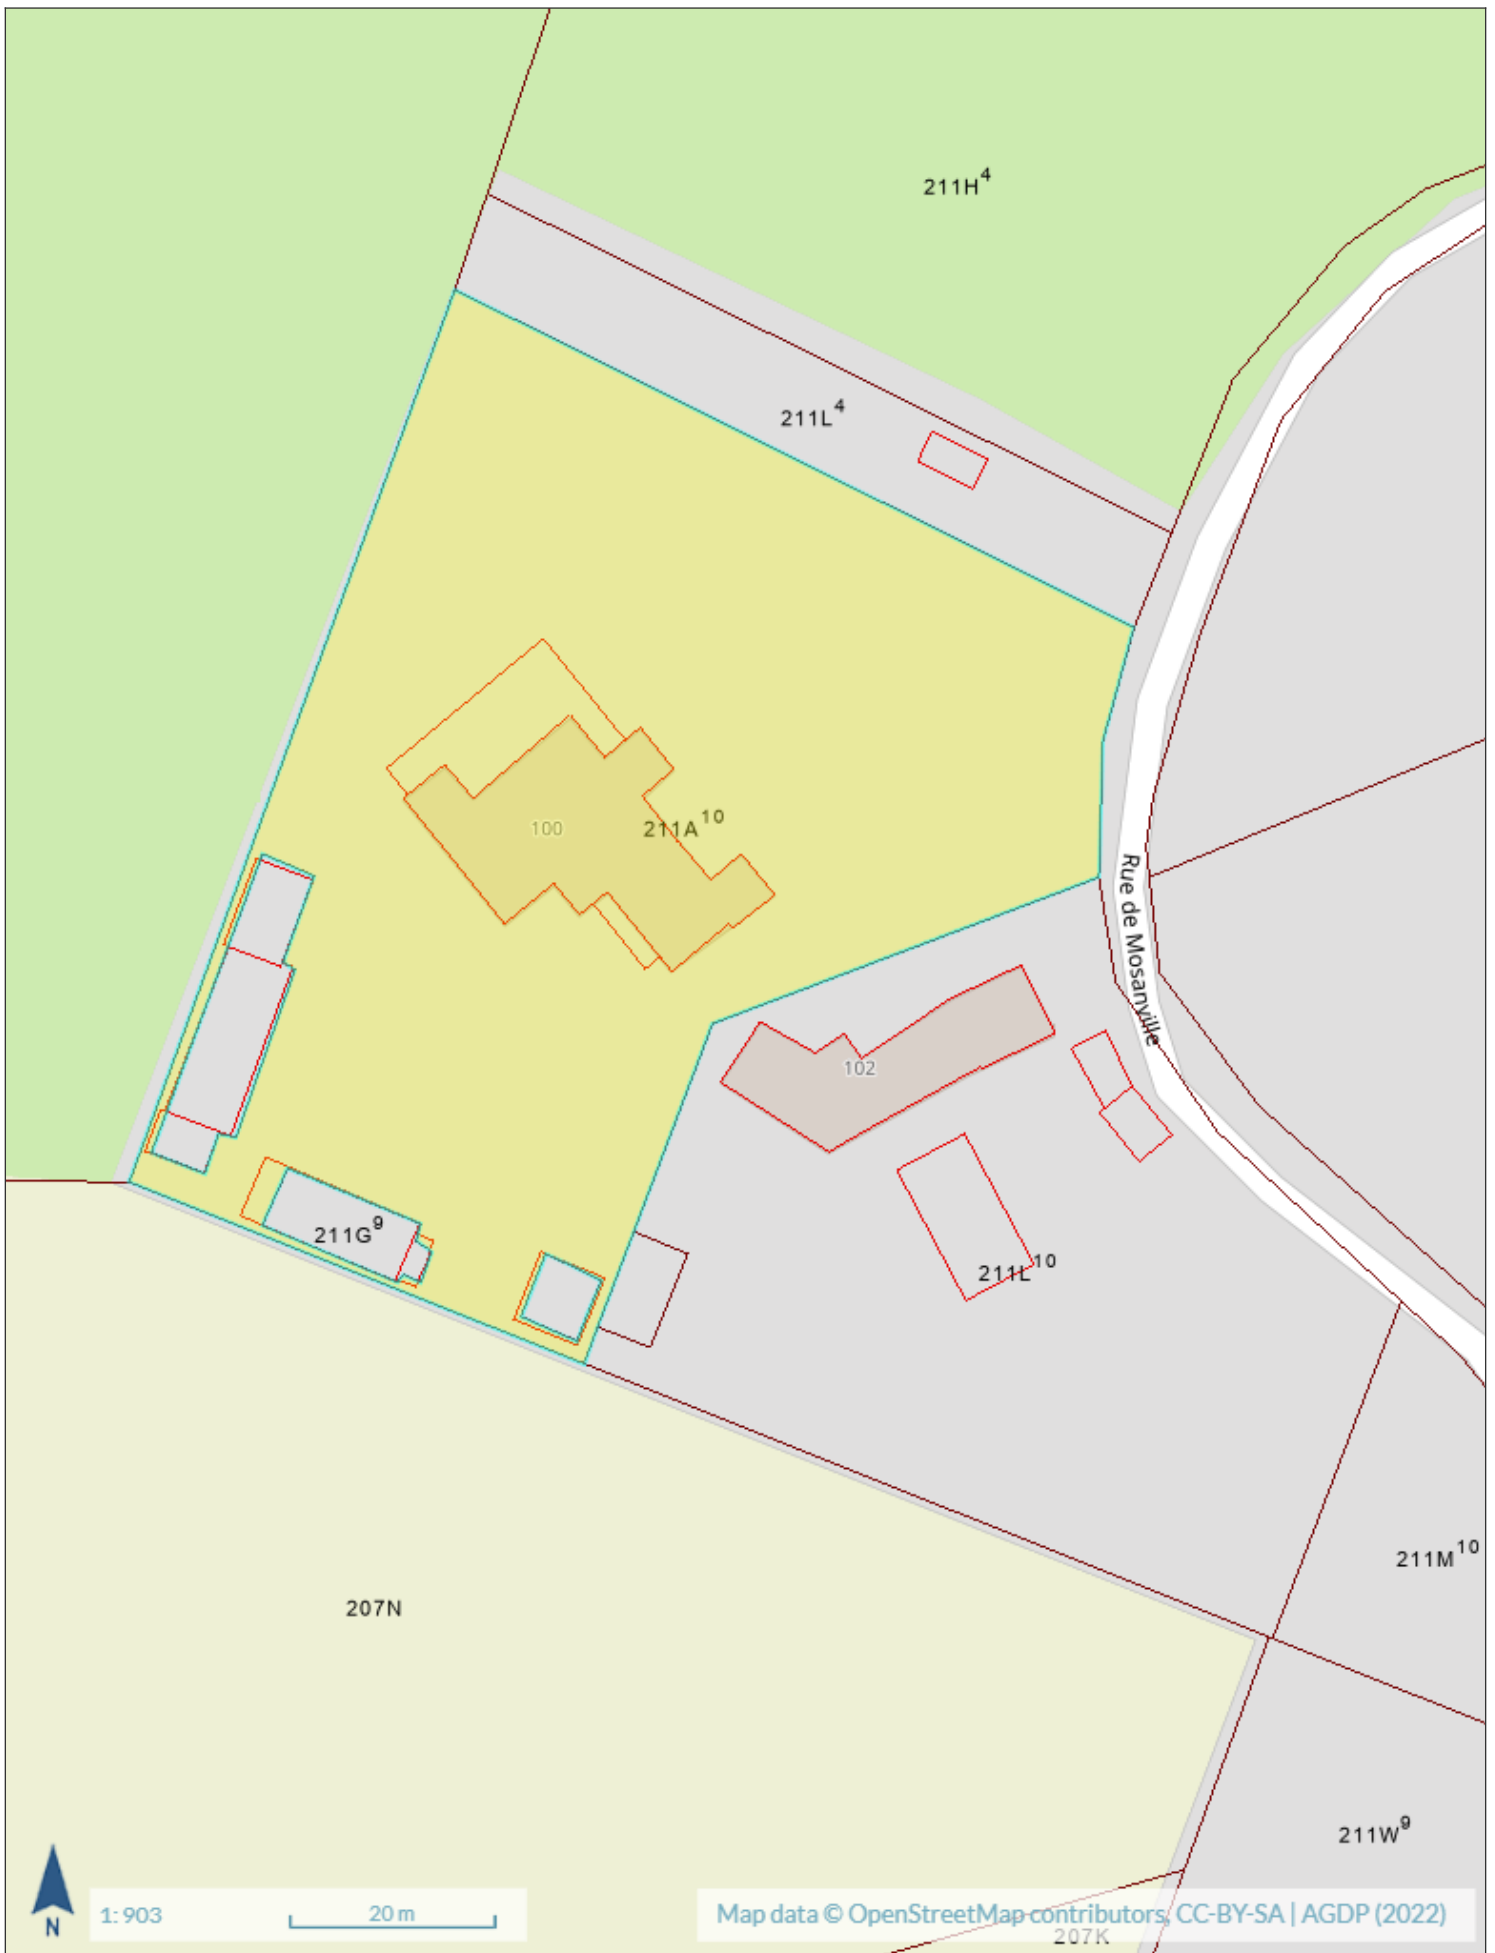 211H⁴
211L⁴
100
211A¹⁰
Rue de Mosanville
102
211G⁹
211L¹⁰
211M¹⁰
207N
211W⁹
N
1: 903
20 m
Map data © OpenStreetMap contributors, CC-BY-SA | AGDP (2022)
207K